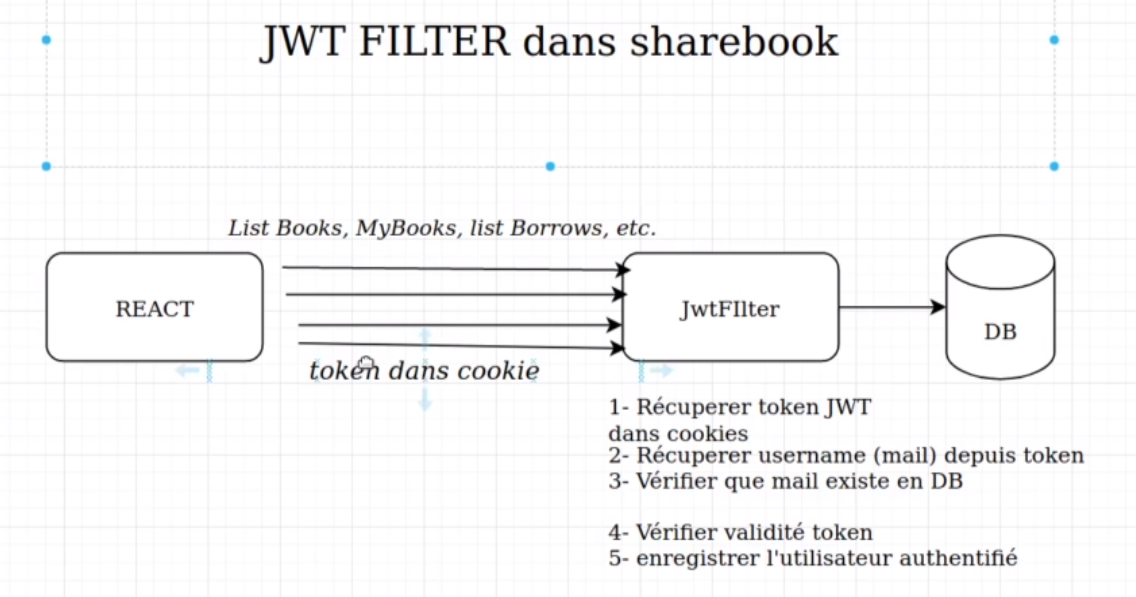 JWT FILTER dans sharebook
List Books, MyBooks, list Borrows, etc.
REACT
JwtFIlter
DB
token dans cookie
1- Récuperer token JWT
dans cookies
2- Récuperer username (mail) depuis token
3- Vérifier que mail existe en DB
4- Vérifier validité token
5- enregistrer l'utilisateur authentifié